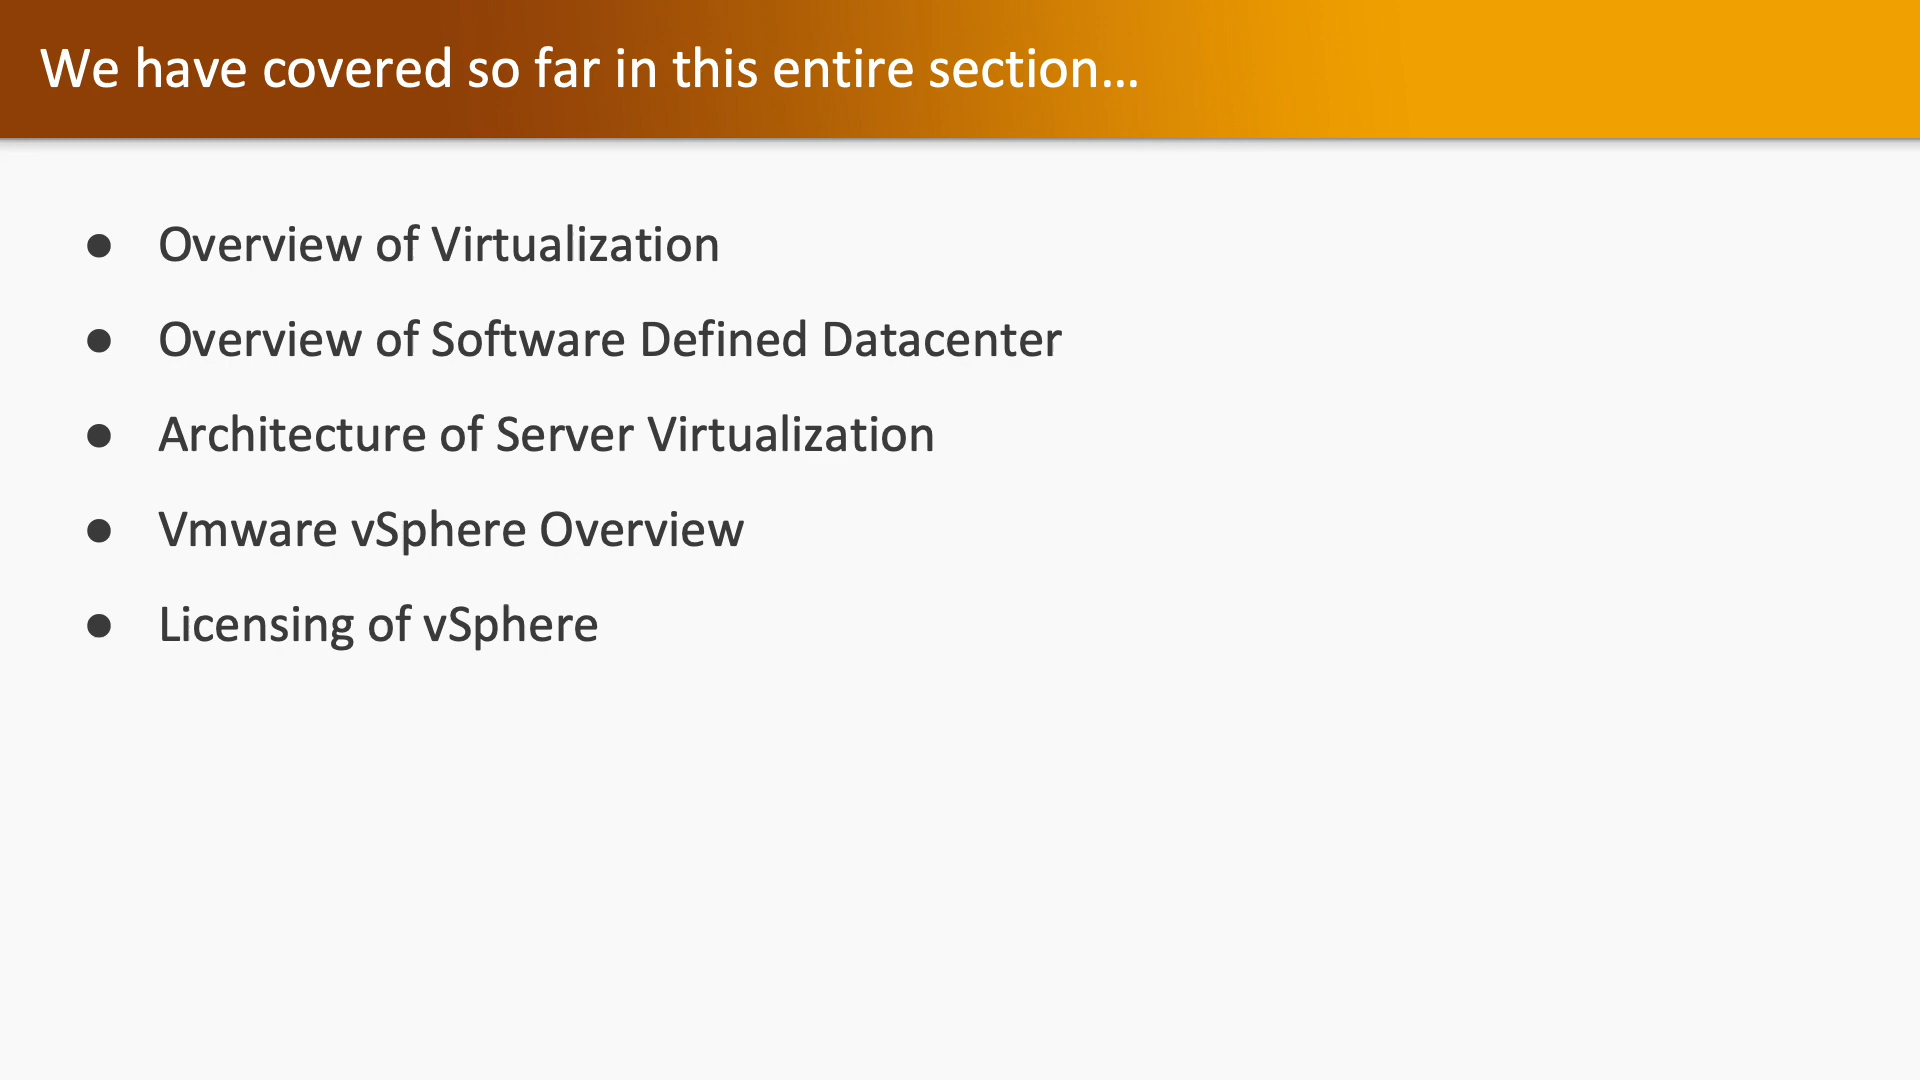 We have covered so far in this entire section...
● Overview of Virtualization
● Overview of Software Defined Datacenter
● Architecture of Server Virtualization
● Vmware vSphere Overview
● Licensing of vSphere